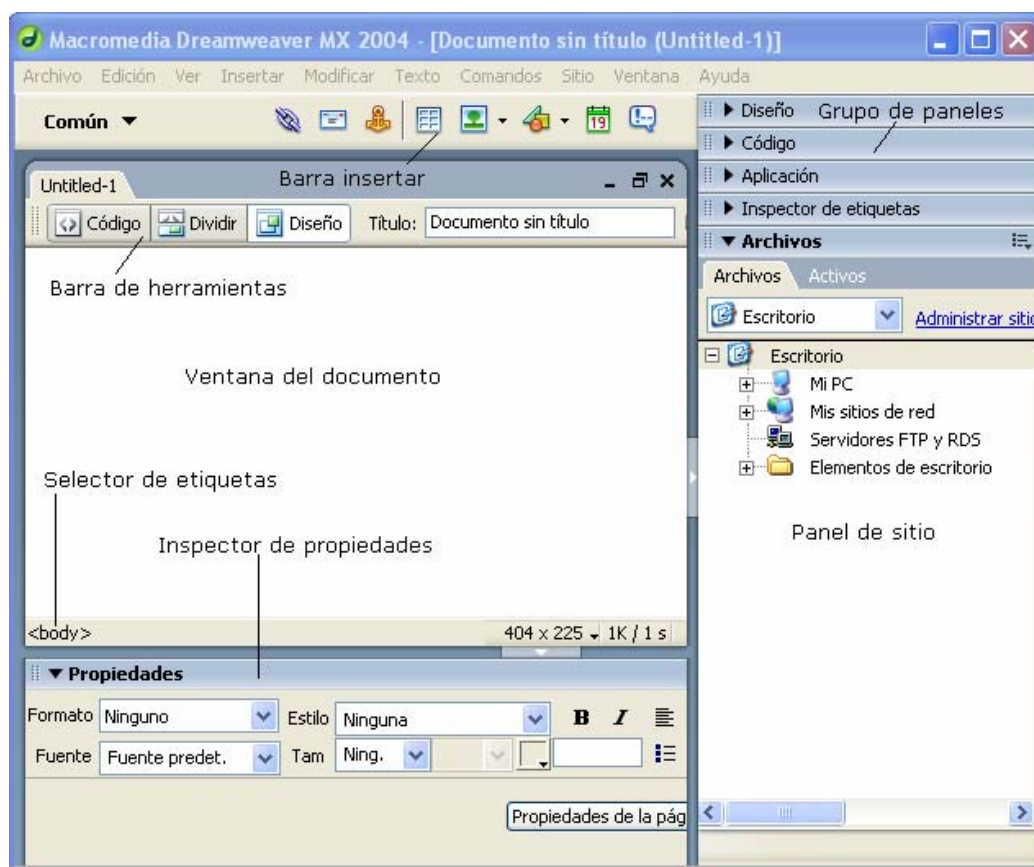 Macromedia Dreamweaver MX 2004 - [Documento sin título (Untitled-1)]
Archivo Edición Ver Insertar Modificar Texto Comandos Sitio Ventana Ayuda
Común
19
Barra insertar
Untitled-1
Código Dividir Diseño Título: Documento sin título
Barra de herramientas
Ventana del documento
Selector de etiquetas
Inspector de propiedades
<body> 404 x 225 1K / 1 s
Propiedades
Formato Ninguno Estilo Ninguna B I
Fuente Fuente predet. Tam Ning.
Propiedades de la pág
Diseño Grupo de paneles
Código
Aplicación
Inspector de etiquetas
Archivos
Archivos Activos
Escritorio Administrar sitio
Escritorio
Mi PC
Mis sitios de red
Servidores FTP y RDS
Elementos de escritorio
Panel de sitio